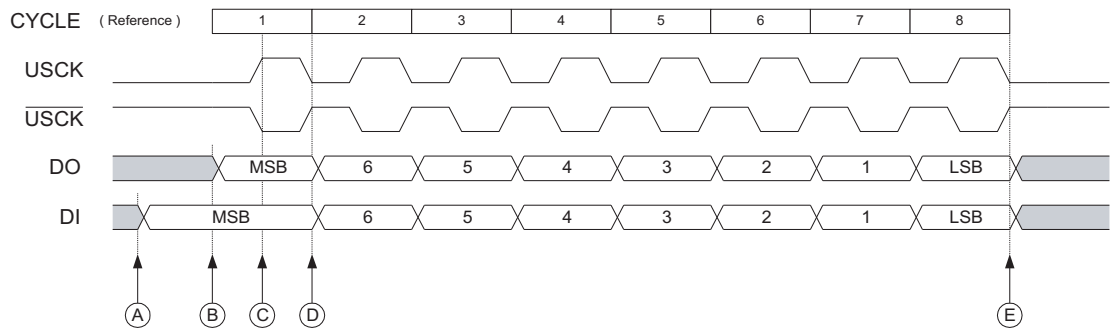 CYCLE ( Reference ) 1 2 3 4 5 6 7 8
USCK
USCK
DO MSB 6 5 4 3 2 1 LSB
DI MSB 6 5 4 3 2 1 LSB
A B C D E